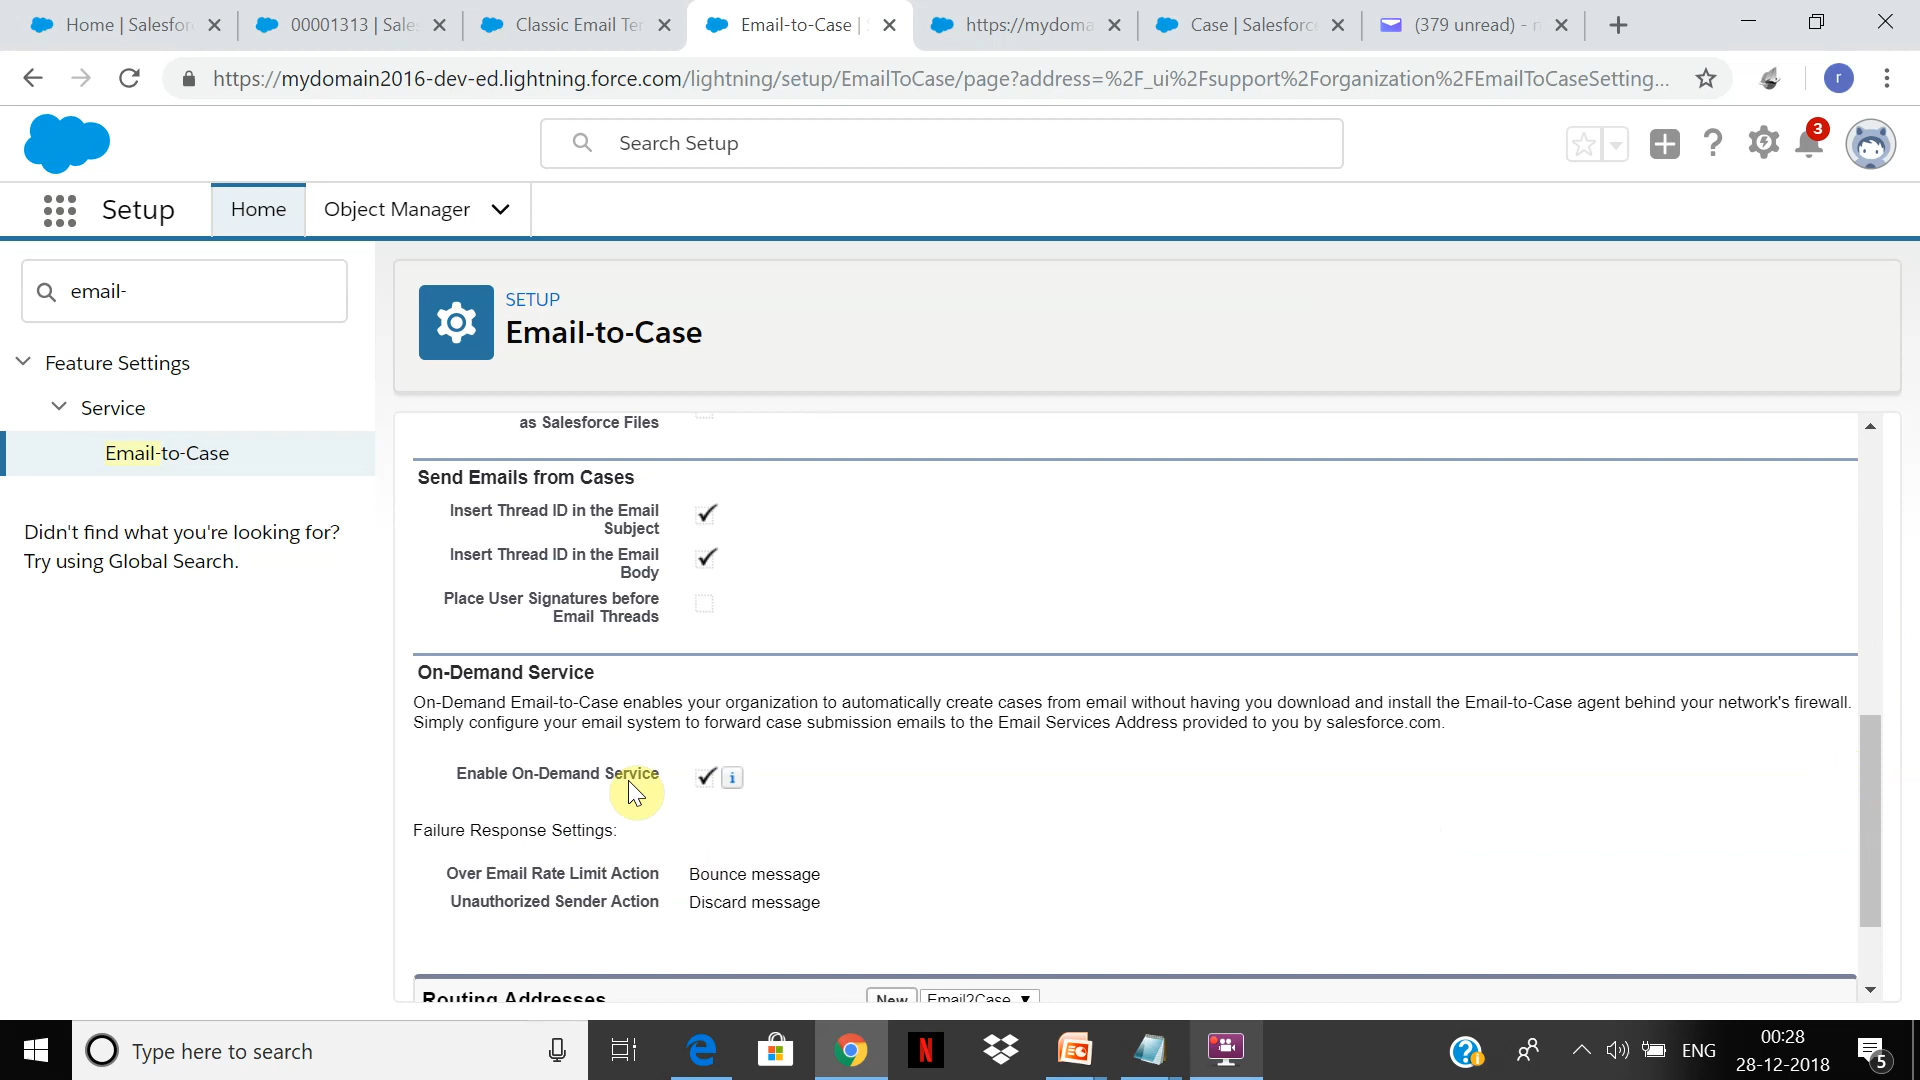 Home | Salesfor
00001313 | Sale
Classic Email Te
Email-to-Case |
https://mydoma
Case | Salesforc
(379 unread) -
https://mydomain2016-dev-ed.lightning.force.com/lightning/setup/EmailToCase/page?address=%2F_ui%2Fsupport%2Forganization%2FEmailToCaseSetting...
r
Search Setup
3
Setup
Home
Object Manager
email-
SETUP
Email-to-Case
Feature Settings
Service
Email-to-Case
Didn't find what you're looking for?
Try using Global Search.
as Salesforce Files
Send Emails from Cases
Insert Thread ID in the Email
Subject
Insert Thread ID in the Email
Body
Place User Signatures before
Email Threads
On-Demand Service
On-Demand Email-to-Case enables your organization to automatically create cases from email without having you download and install the Email-to-Case agent behind your network's firewall.
Simply configure your email system to forward case submission emails to the Email Services Address provided to you by salesforce.com.
Enable On-Demand Service
Failure Response Settings:
Over Email Rate Limit Action Bounce message
Unauthorized Sender Action Discard message
Routing Addresses New Email2Case
Type here to search
ENG
00:28
28-12-2018
5